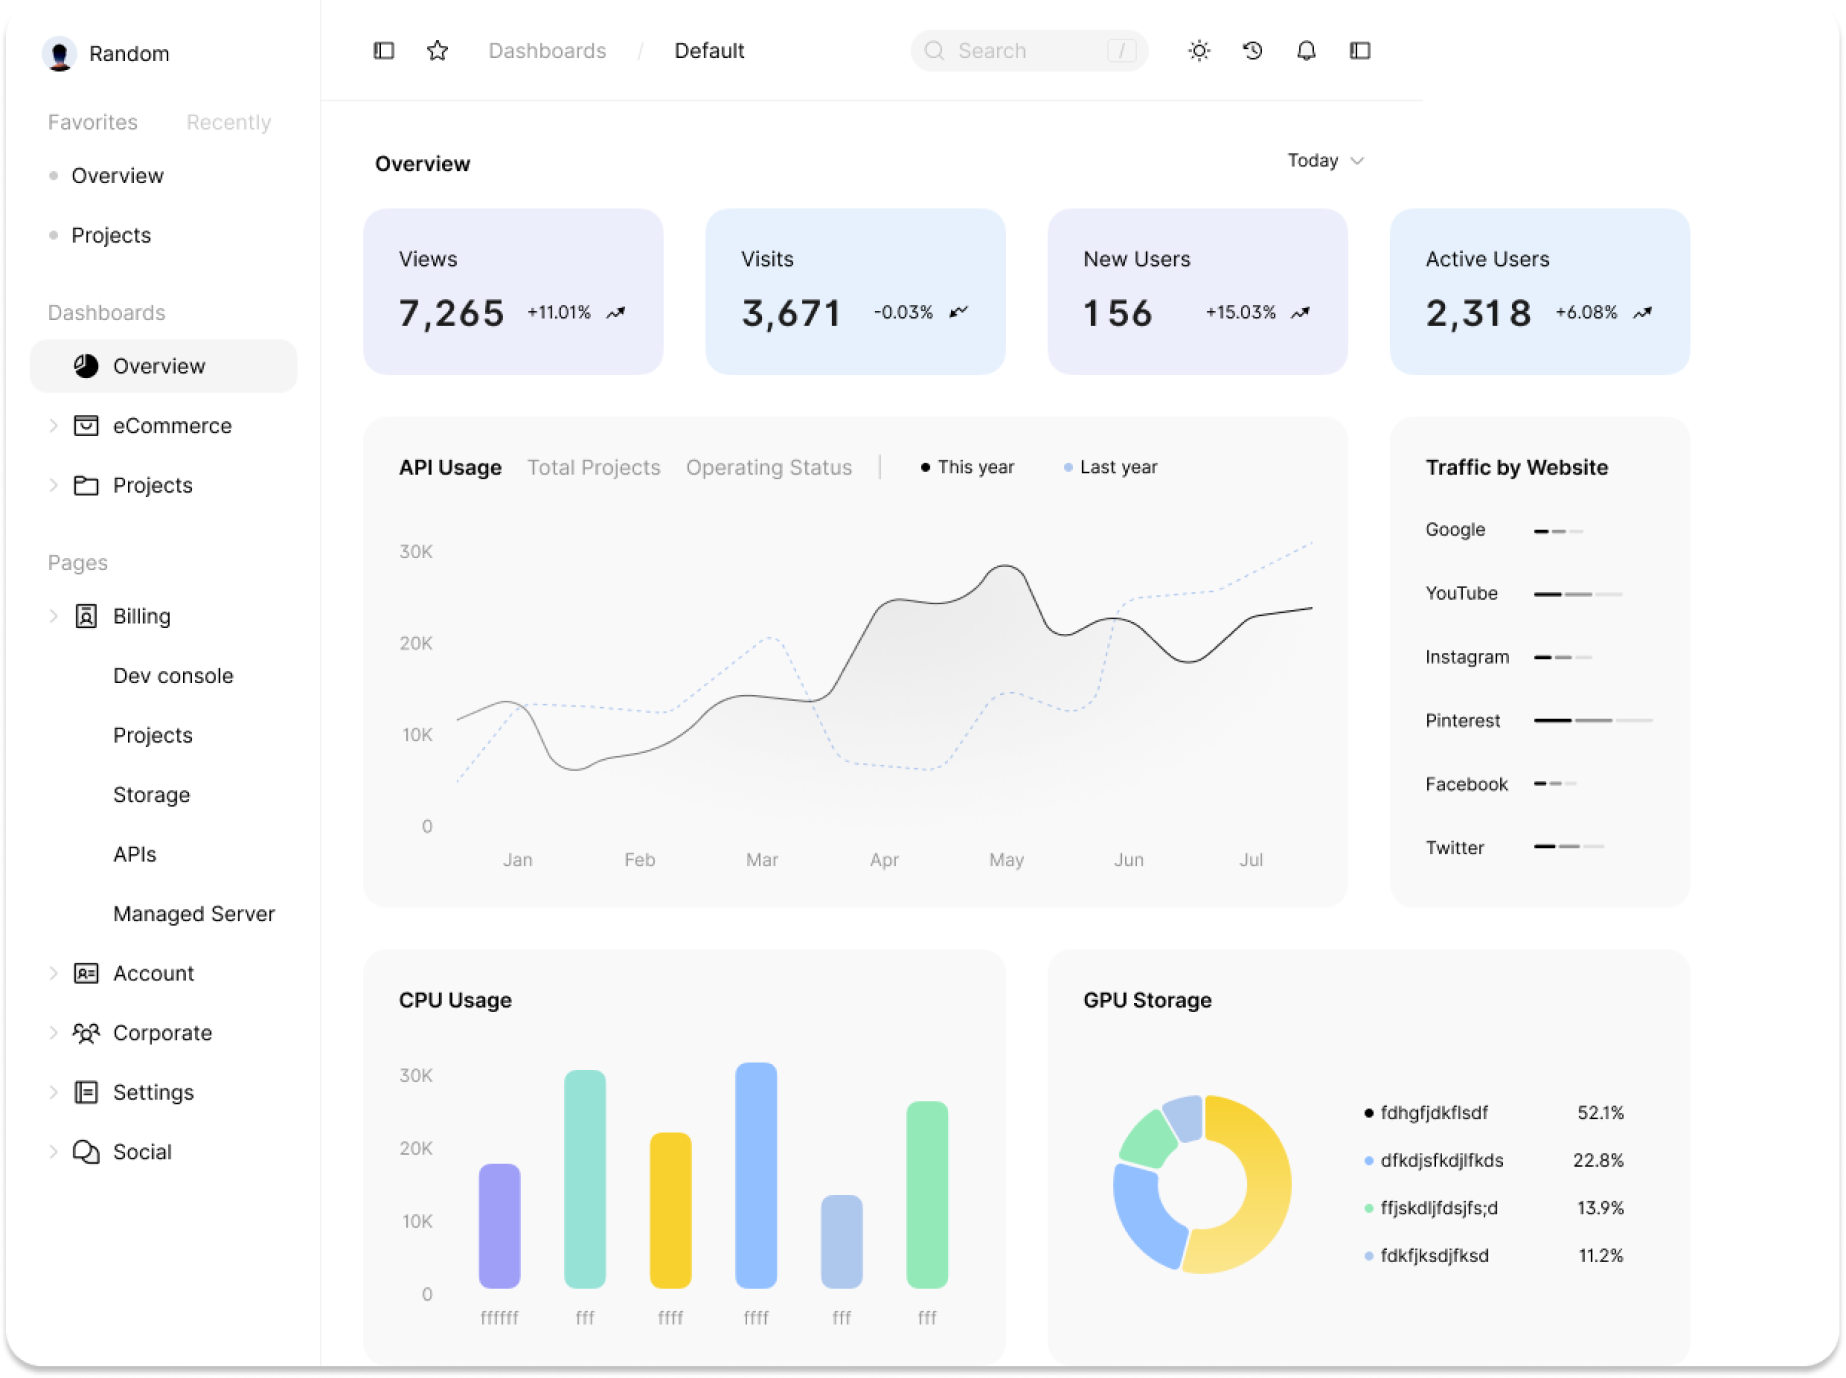 Random
Favorites Recently
Overview
Projects
Dashboards
Overview
eCommerce
Projects
Pages
Billing
Dev console
Projects
Storage
APIs
Managed Server
Account
Corporate
Settings
Social
Dashboards / Default
Search /
Overview
Today
Views
7,265 +11.01%
Visits
3,671 -0.03%
New Users
156 +15.03%
Active Users
2,318 +6.08%
API Usage Total Projects Operating Status This year Last year
30K
20K
10K
0
Jan Feb Mar Apr May Jun Jul
Traffic by Website
Google
YouTube
Instagram
Pinterest
Facebook
Twitter
CPU Usage
30K
20K
10K
0
ffffff fff ffff ffff fff fff
GPU Storage
fdhgfjdkflsdf 52.1%
dfkdjsfkdjlfkds 22.8%
ffjskdljfdsjfs;d 13.9%
fdkfjksdjfksd 11.2%